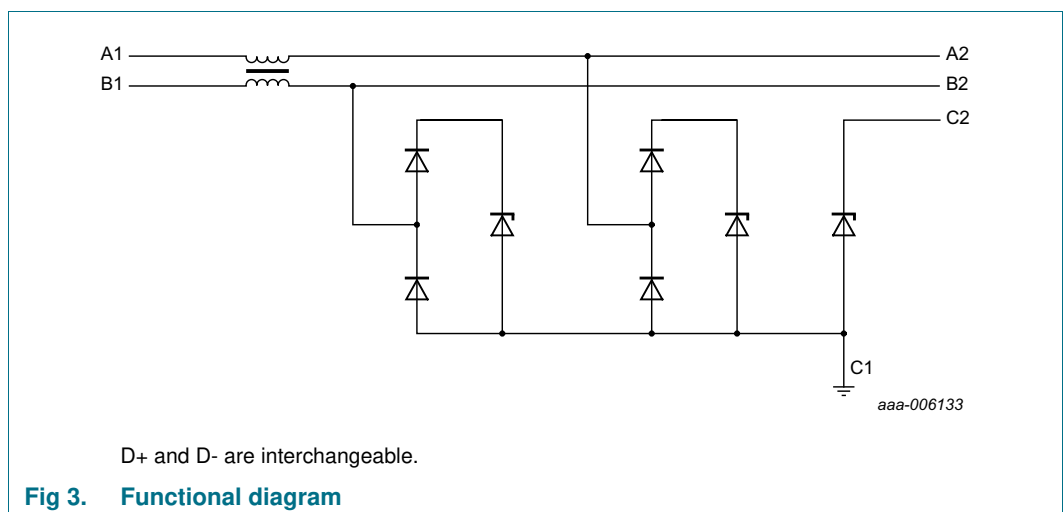 A1
A2
B1
B2
C2
C1
aaa-006133
D+ and D- are interchangeable.
Fig 3. Functional diagram